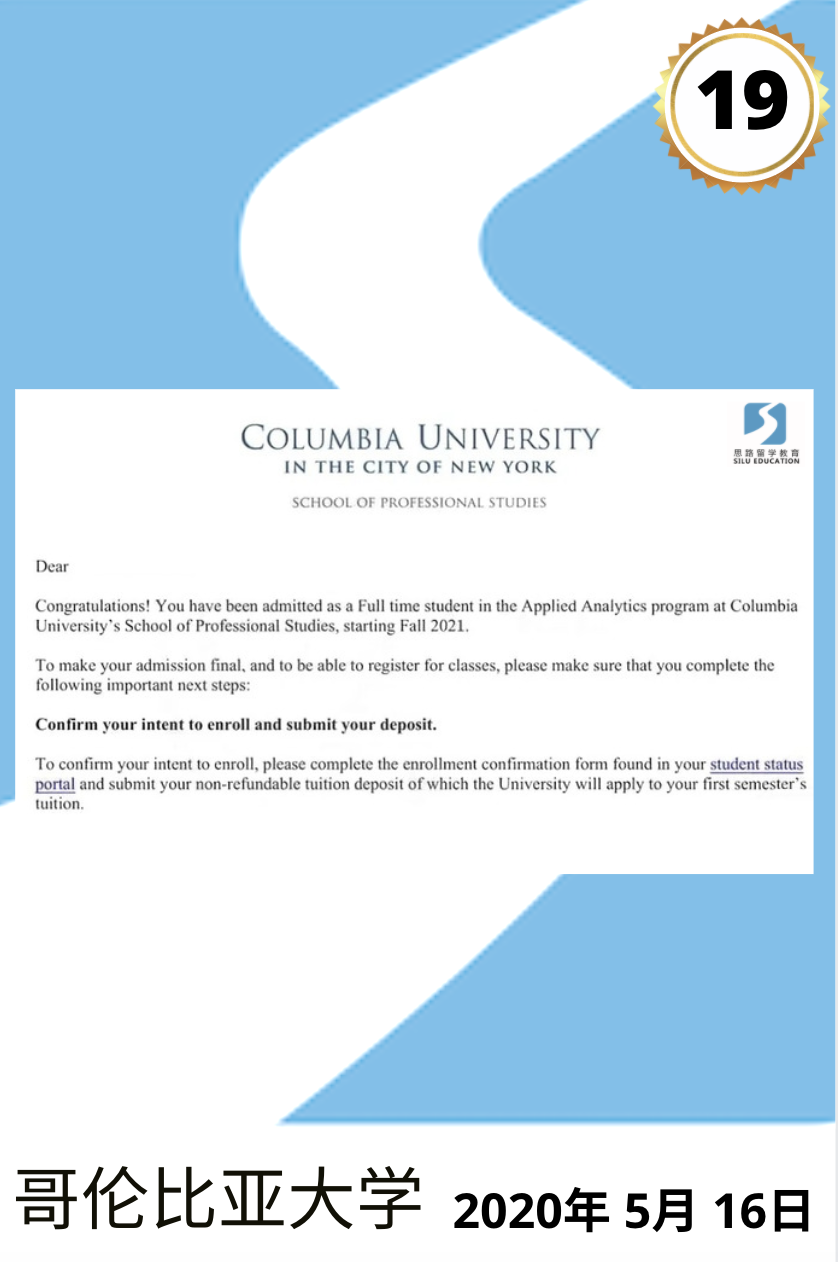 19
COLUMBIA UNIVERSITY
IN THE CITY OF NEW YORK
SCHOOL OF PROFESSIONAL STUDIES
思路留学教育
SILU EDUCATION
Dear
Congratulations! You have been admitted as a Full time student in the Applied Analytics program at Columbia
University's School of Professional Studies, starting Fall 2021.
To make your admission final, and to be able to register for classes, please make sure that you complete the
following important next steps:
Confirm your intent to enroll and submit your deposit.
To confirm your intent to enroll, please complete the enrollment confirmation form found in your student status
portal and submit your non-refundable tuition deposit of which the University will apply to your first semester's
tuition.
哥伦比亚大学 2020年 5月 16日